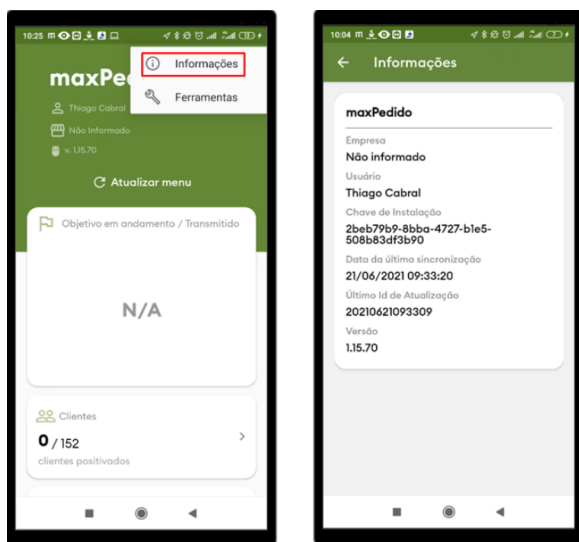 10:25
Informações
Ferramentas
maxPe
Thiago Cabral
Não Informado
v. 1.15.70
Atualizar menu
Objetivo em andamento / Transmitido
N/A
Clientes
0 / 152
clientes positivados
10:04
Informações
maxPedido
Empresa
Não informado
Usuário
Thiago Cabral
Chave de Instalação
2beb79b9-8bba-4727-b1e5-
508b83df3b90
Data da última sincronização
21/06/2021 09:33:20
Último Id de Atualização
20210621093309
Versão
1.15.70